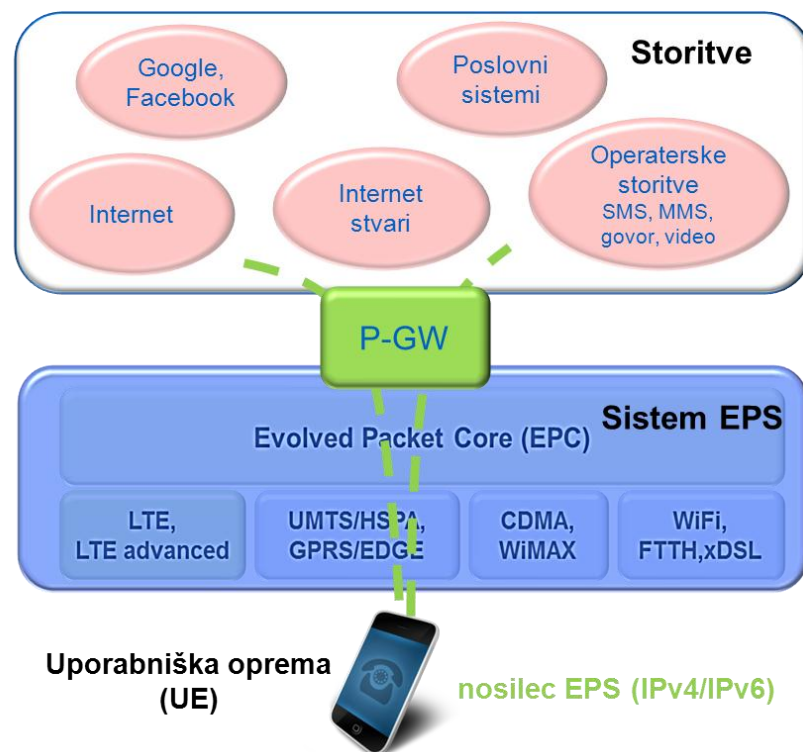 Storitve
Google,
Facebook
Poslovni
sistemi
Internet
Internet
stvari
Operaterske
storitve
SMS, MMS,
govor, video
P-GW
Sistem EPS
Evolved Packet Core (EPC)
LTE,
LTE advanced
UMTS/HSPA,
GPRS/EDGE
CDMA,
WiMAX
WiFi,
FTTH,xDSL
Uporabniška oprema
(UE)
nosilec EPS (IPv4/IPv6)